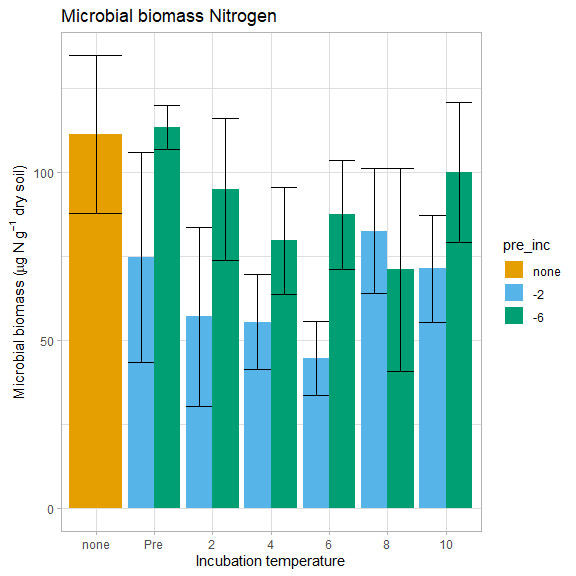 Microbial biomass Nitrogen
Microbial biomass (µg N g⁻¹ dry soil)
100
50
0
none Pre 2 4 6 8 10
Incubation temperature
pre_inc
none
-2
-6